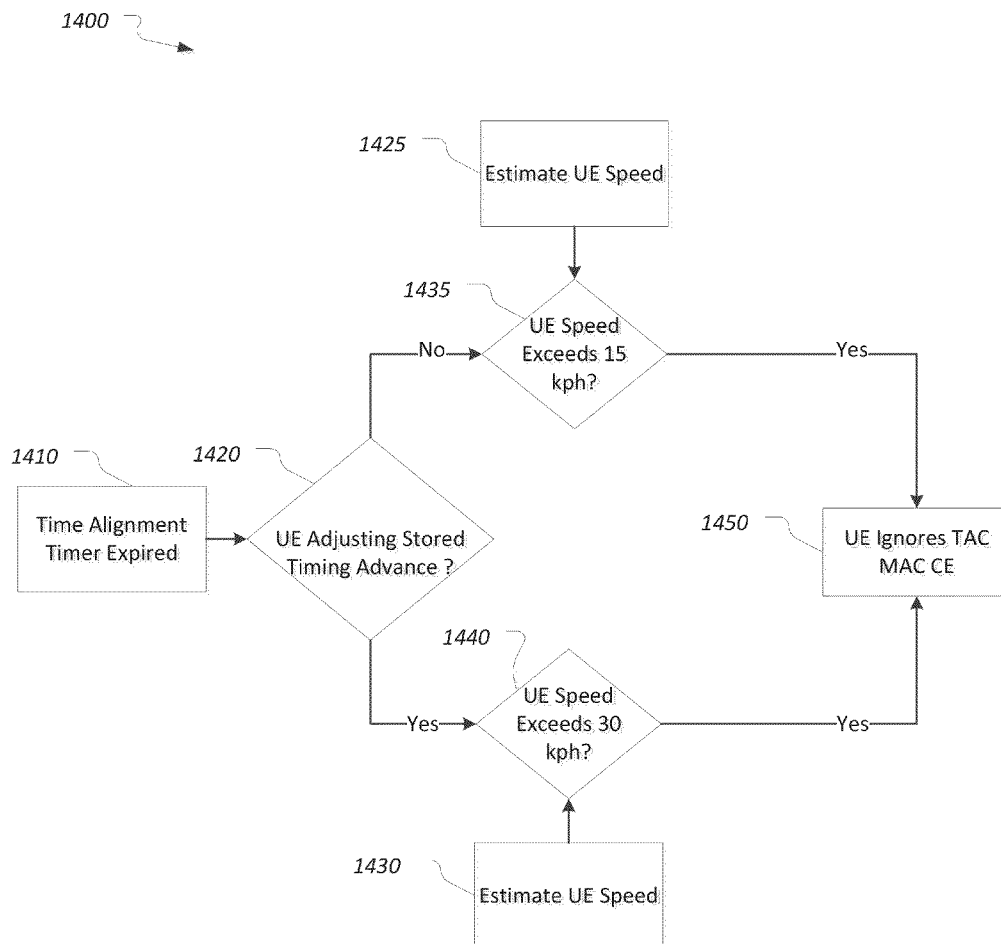 1400
1425
Estimate UE Speed
1435
UE Speed
Exceeds 15
kph?
No
Yes
1410
Time Alignment
Timer Expired
1420
UE Adjusting Stored
Timing Advance ?
1450
UE Ignores TAC
MAC CE
1440
UE Speed
Exceeds 30
kph?
Yes
Yes
1430
Estimate UE Speed